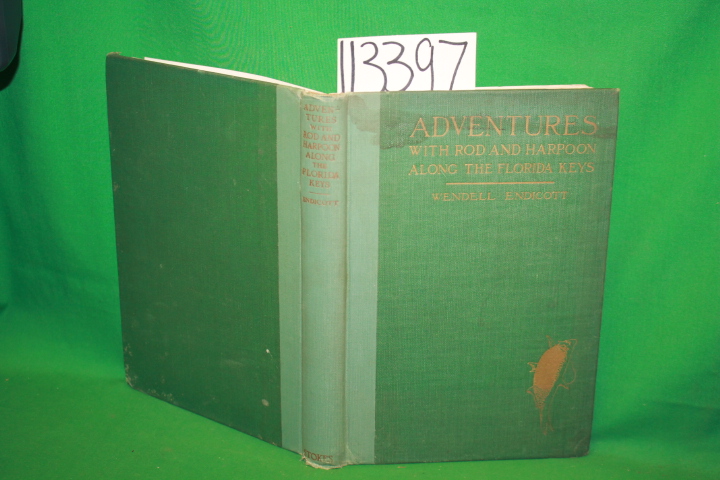 113397
ADVENTURES
WITH ROD AND HARPOON
ALONG THE FLORIDA KEYS
WENDELL ENDICOTT
ADVEN-
TURES
WITH
ROD AND
HARPOON
ALONG
THE
FLORIDA
KEYS
ENDICOTT
STOKES